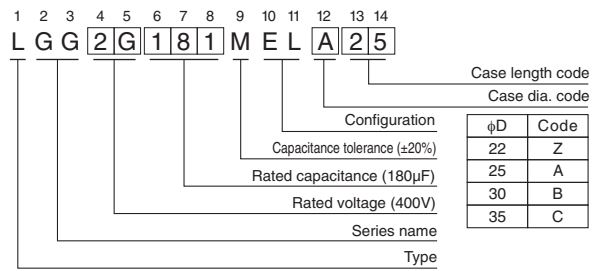 1 2 3 4 5 6 7 8 9 10 11 12 13 14
L G G 2 G 1 8 1 M E L A 2 5
Case length code
Case dia. code
Configuration
Capacitance tolerance (±20%)
Rated capacitance (180µF)
Rated voltage (400V)
Series name
Type
ϕD Code
22 Z
25 A
30 B
35 C